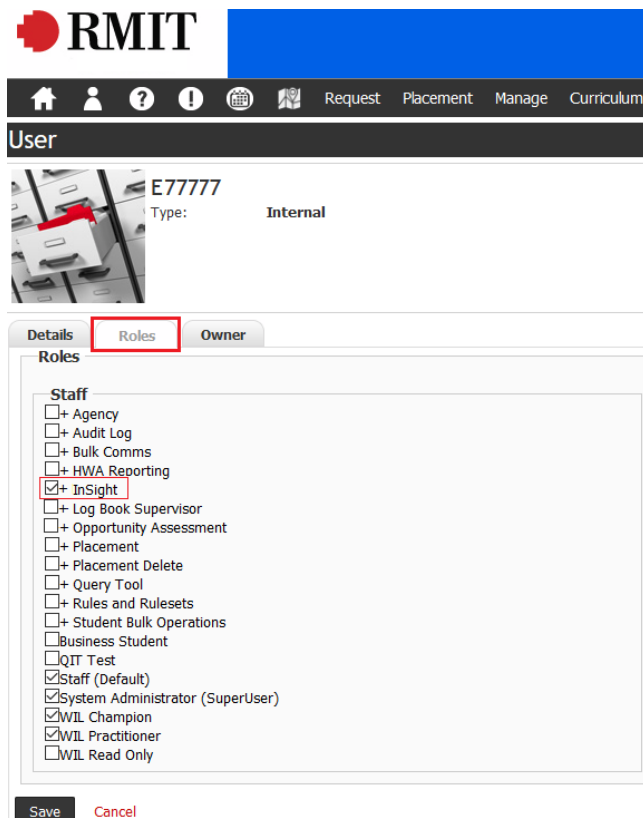 RMIT
Request Placement Manage Curriculum
User
E77777
Type: Internal
Details Roles Owner
Roles
Staff
+ Agency
+ Audit Log
+ Bulk Comms
+ HWA Reporting
+ InSight
+ Log Book Supervisor
+ Opportunity Assessment
+ Placement
+ Placement Delete
+ Query Tool
+ Rules and Rulesets
+ Student Bulk Operations
Business Student
QIT Test
Staff (Default)
System Administrator (SuperUser)
WIL Champion
WIL Practitioner
WIL Read Only
Save Cancel